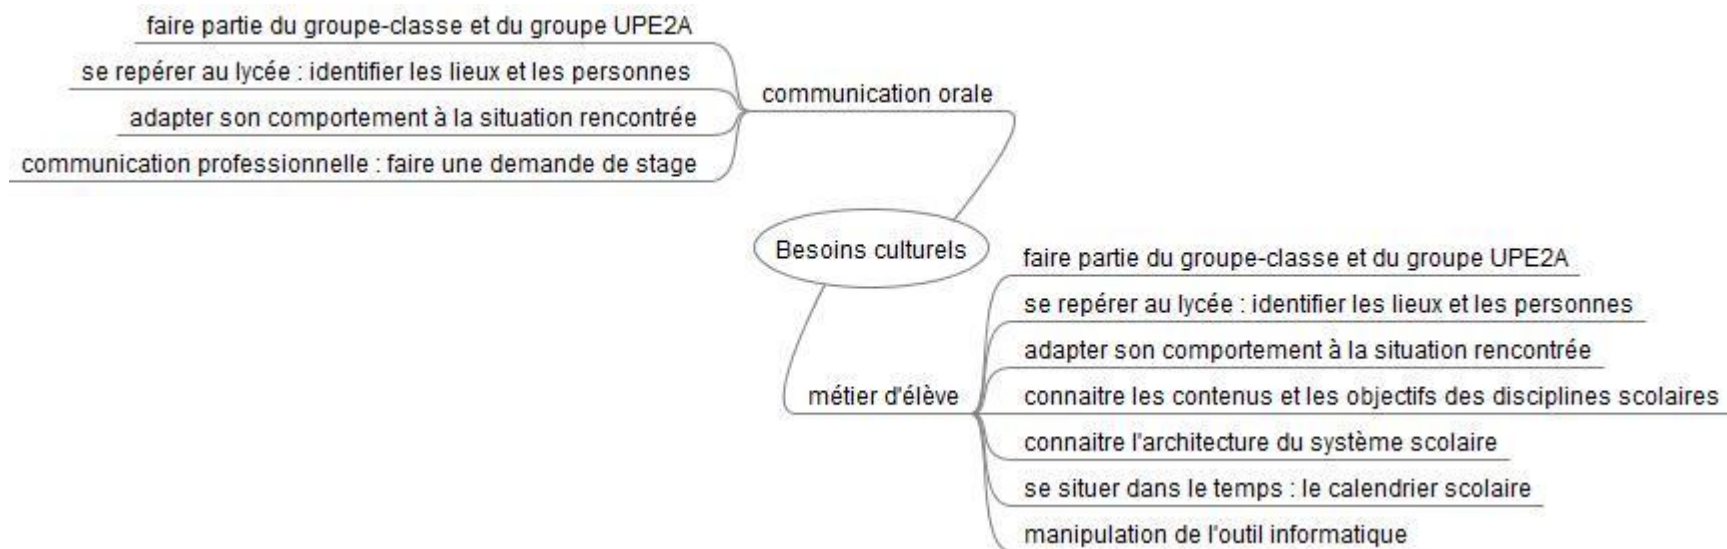 faire partie du groupe-classe et du groupe UPE2A
se repérer au lycée : identifier les lieux et les personnes
adapter son comportement à la situation rencontrée
communication professionnelle : faire une demande de stage
communication orale
Besoins culturels
métier d'élève
faire partie du groupe-classe et du groupe UPE2A
se repérer au lycée : identifier les lieux et les personnes
adapter son comportement à la situation rencontrée
connaitre les contenus et les objectifs des disciplines scolaires
connaitre l'architecture du système scolaire
se situer dans le temps : le calendrier scolaire
manipulation de l'outil informatique